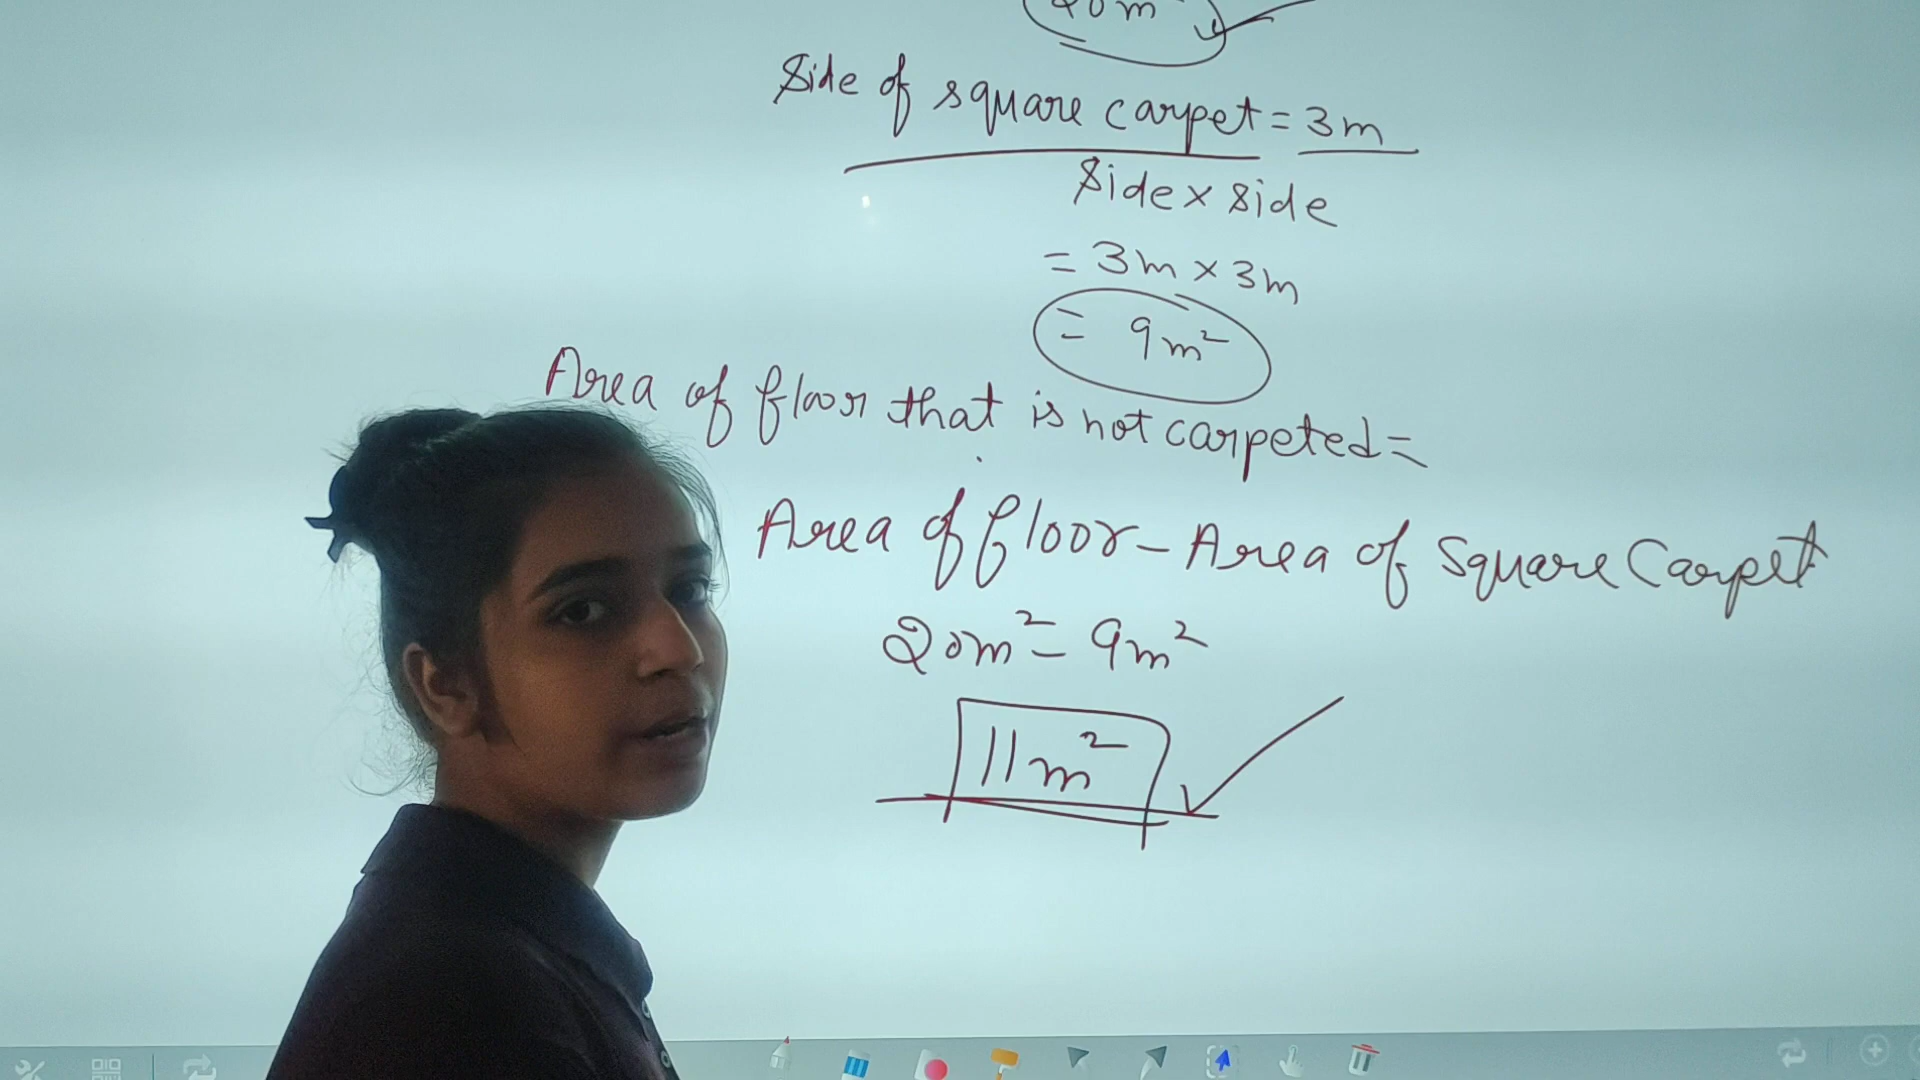 20m
Side of square carpet = 3m
Side x side
= 3m x 3m
= 9m²
Area of floor that is not carpeted =
Area of floor - Area of Square Carpet
20m² - 9m²
11m²